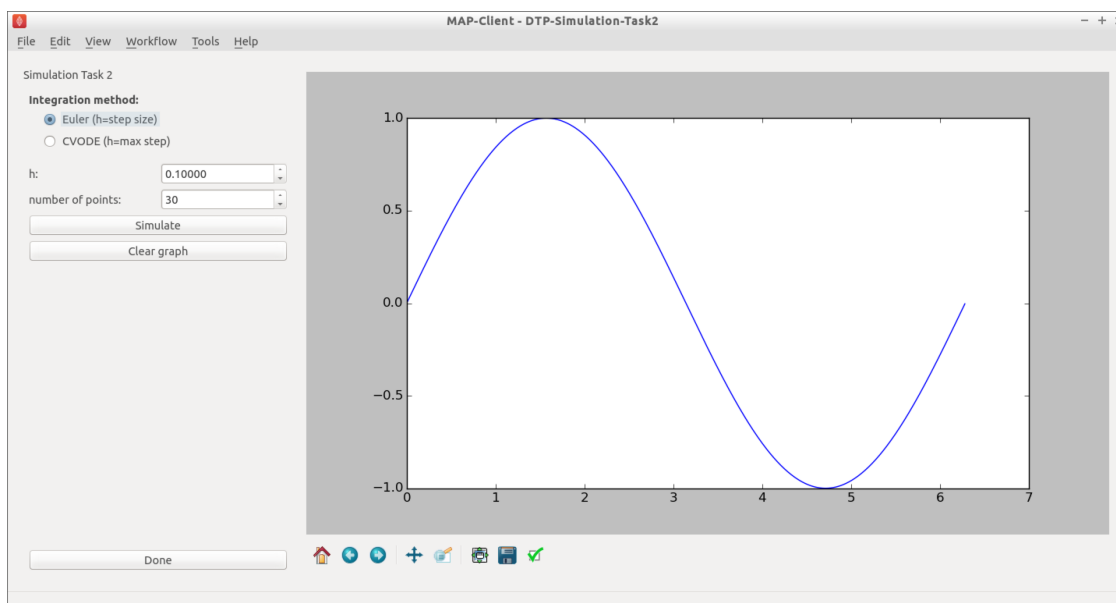 MAP-Client - DTP-Simulation-Task2
File Edit View Workflow Tools Help
Simulation Task 2
Integration method:
Euler (h=step size)
CVODE (h=max step)
h: 0.10000
number of points: 30
Simulate
Clear graph
Done
1.0
0.5
0.0
−0.5
−1.0
0 1 2 3 4 5 6 7